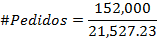 #Pedidos = 152,000 / 21,527.23